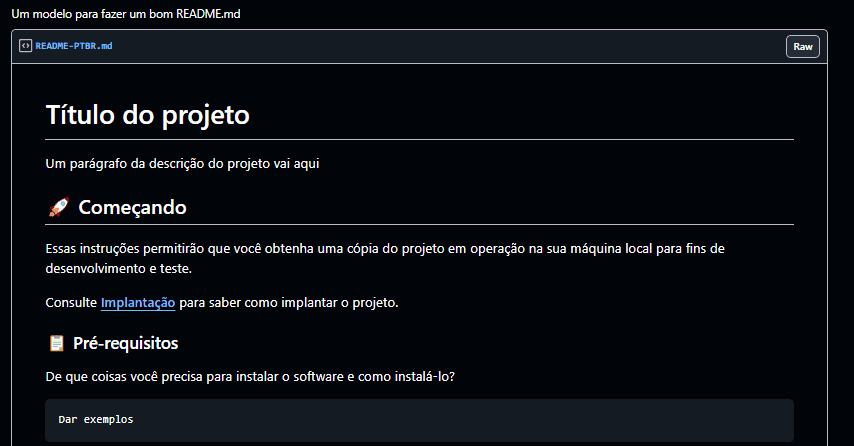 Um modelo para fazer um bom README.md
README-PTBR.md
Raw
Título do projeto
Um parágrafo da descrição do projeto vai aqui
🚀 Começando
Essas instruções permitirão que você obtenha uma cópia do projeto em operação na sua máquina local para fins de
desenvolvimento e teste.
Consulte Implantação para saber como implantar o projeto.
📋 Pré-requisitos
De que coisas você precisa para instalar o software e como instalá-lo?
Dar exemplos